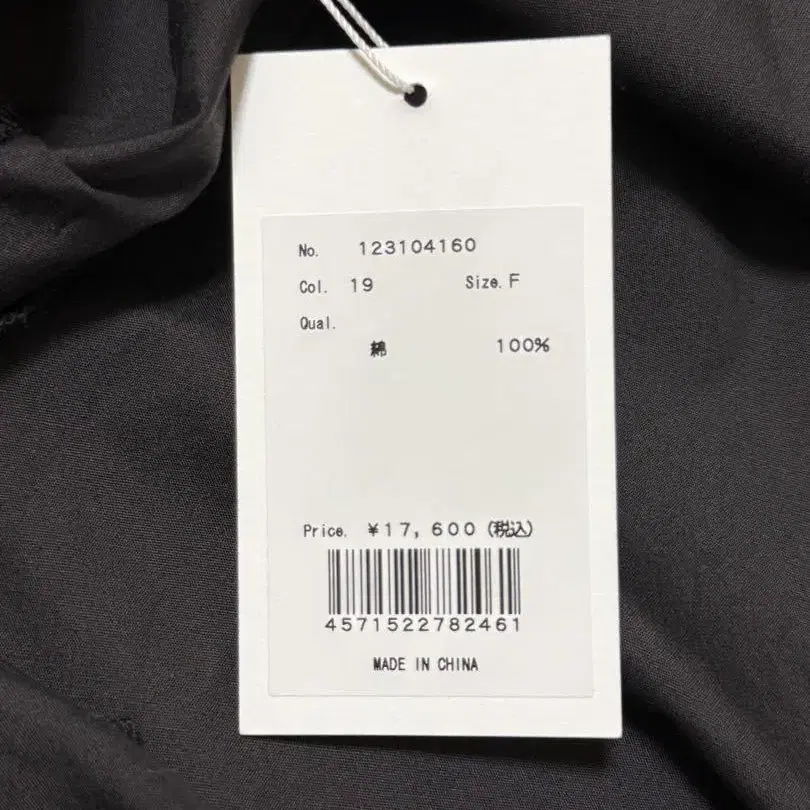 No. 123104160
Col. 19 Size. F
Qual.
綿 100%
Price. ¥17,600 (税込)
4571522782461
MADE IN CHINA